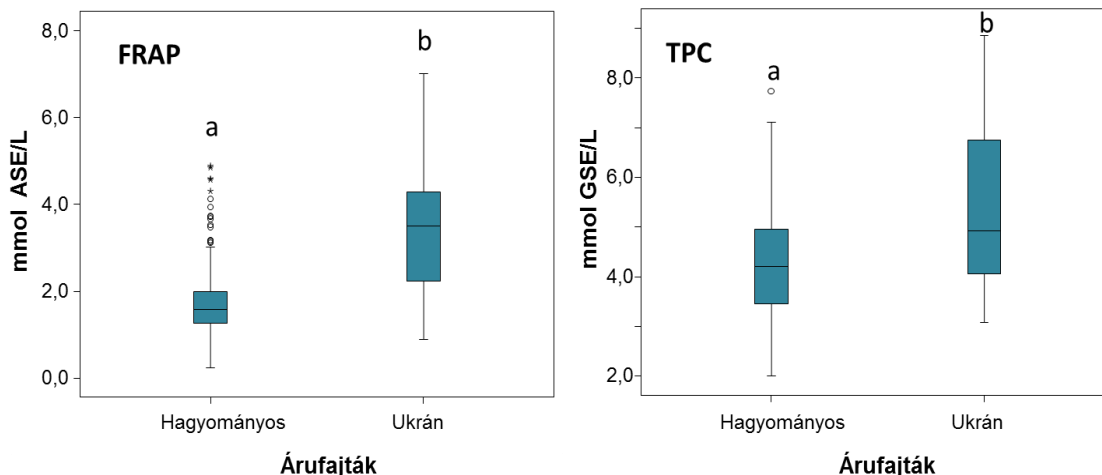 FRAP
mmol ASE/L
8,0
6,0
4,0
2,0
0,0
a
b
Hagyományos
Ukrán
Árufajták
TPC
mmol GSE/L
8,0
6,0
4,0
2,0
a
b
Hagyományos
Ukrán
Árufajták